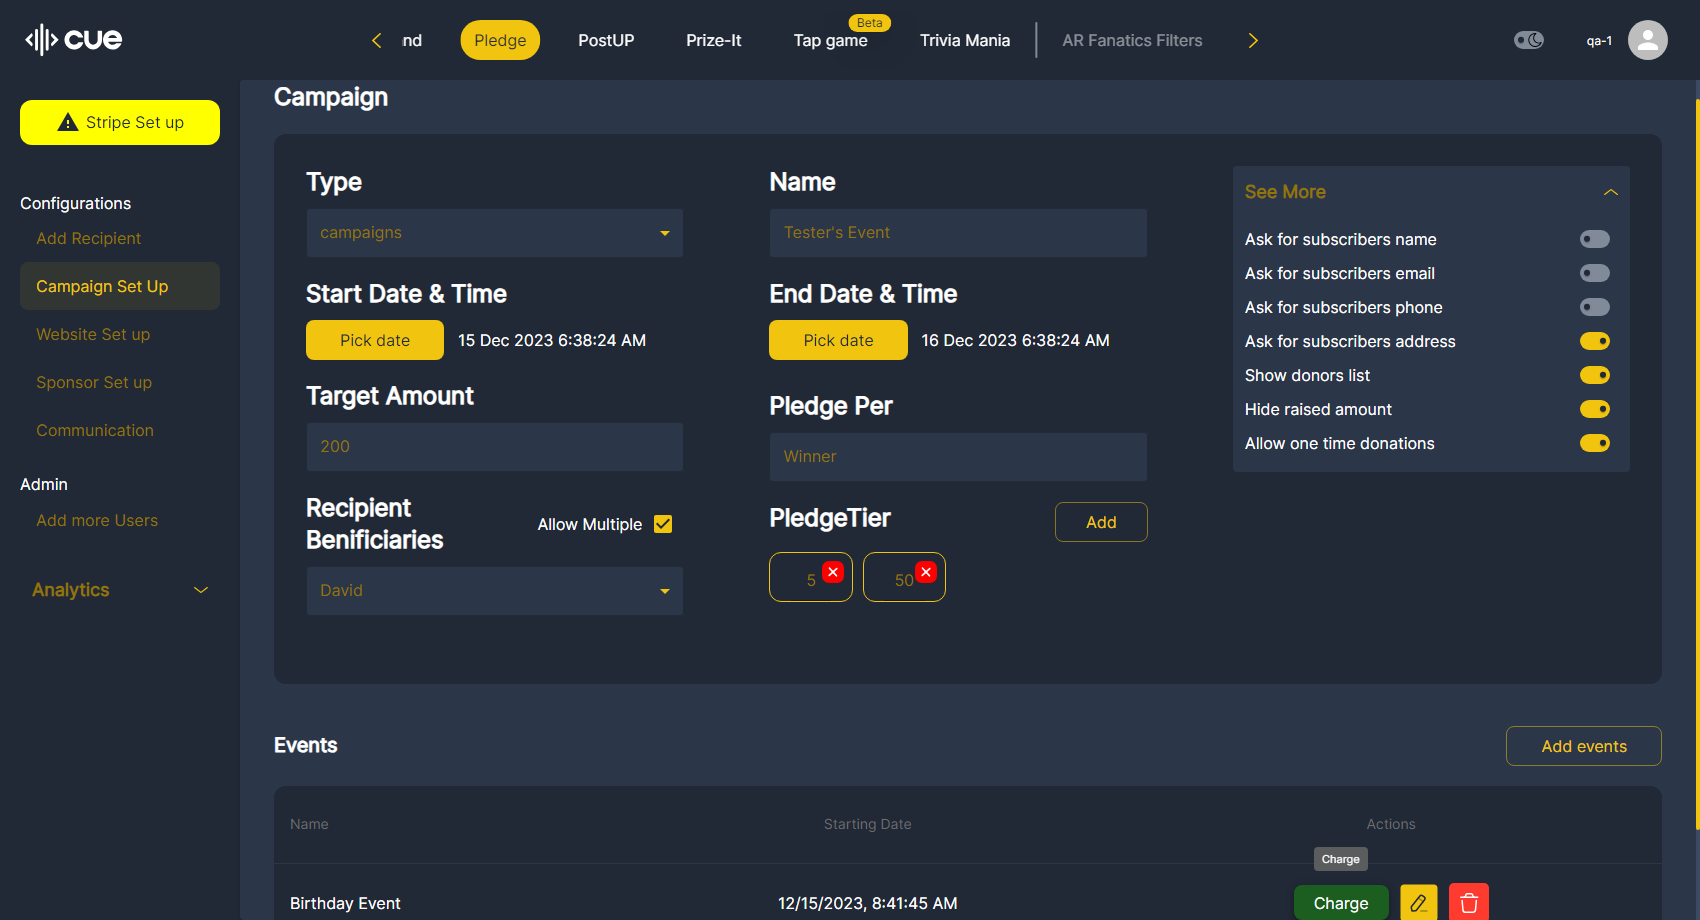 cue
Pledge
PostUP
Prize-It
Tap game
Beta
Trivia Mania
AR Fanatics Filters
qa-1
Stripe Set up
Configurations
Add Recipient
Campaign Set Up
Website Set up
Sponsor Set up
Communication
Admin
Add more Users
Analytics
Campaign
Type
campaigns
Name
Tester's Event
Start Date & Time
Pick date 15 Dec 2023 6:38:24 AM
End Date & Time
Pick date 16 Dec 2023 6:38:24 AM
Target Amount
200
Pledge Per
Winner
Recipient
Benificiaries
Allow Multiple
David
PledgeTier
Add
5
50
See More
Ask for subscribers name
Ask for subscribers email
Ask for subscribers phone
Ask for subscribers address
Show donors list
Hide raised amount
Allow one time donations
Events
Add events
Name Starting Date Actions
Charge
Birthday Event 12/15/2023, 8:41:45 AM Charge